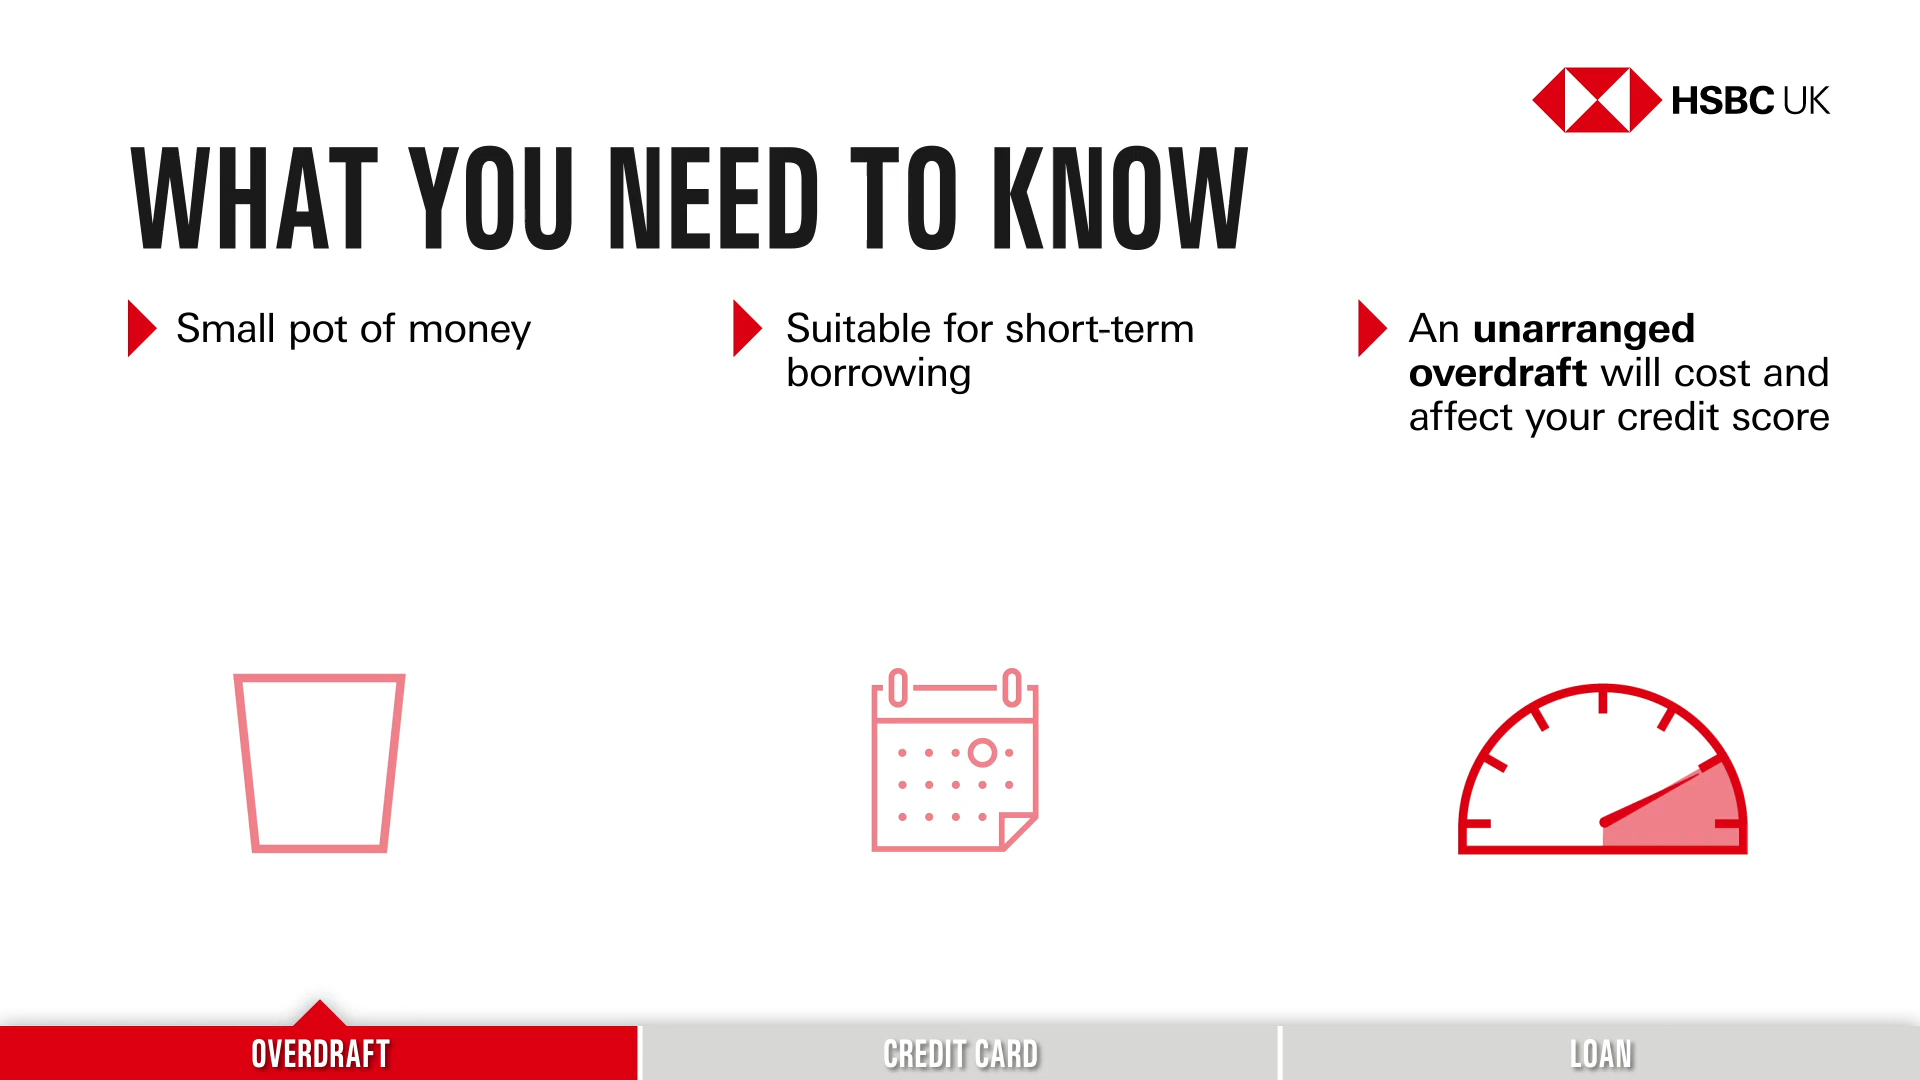 HSBC UK
WHAT YOU NEED TO KNOW
Small pot of money
Suitable for short-term
borrowing
An unarranged
overdraft will cost and
affect your credit score
OVERDRAFT
CREDIT CARD
LOAN